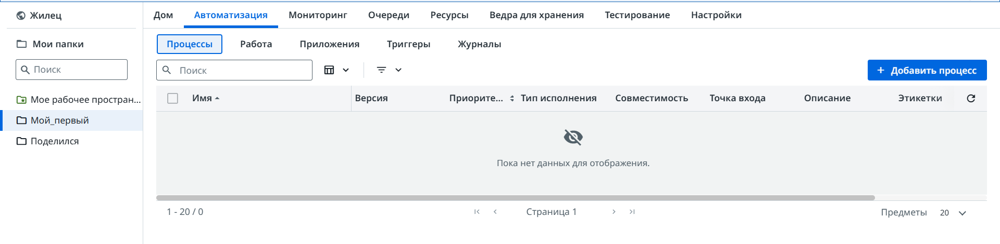 Жилец
Дом Автоматизация Мониторинг Очереди Ресурсы Ведра для хранения Тестирование Настройки
Мои папки
Процессы Работа Приложения Триггеры Журналы
Поиск
Поиск
+ Добавить процесс
Мое рабочее простран...
Мой_первый
Поделился
Имя Версия Приорите... Тип исполнения Совместимость Точка входа Описание Этикетки
Пока нет данных для отображения.
1 - 20 / 0
Страница 1
Предметы 20